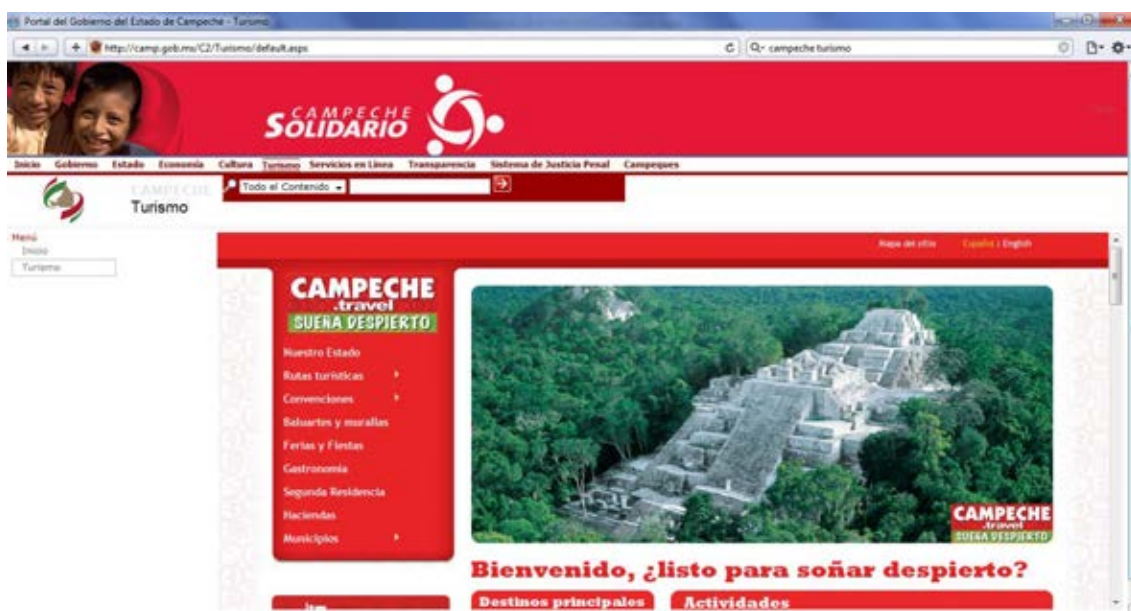 Portal del Gobierno del Estado de Campeche - Turismo
http://camp.gob.mx/C2/Turismo/default.aspx campeche turismo
CAMPECHE
SOLIDARIO
Inicio Gobierno Estado Economía Cultura Turismo Servicios en Línea Transparencia Sistema de Justicia Penal Campeques
CAMPECHE
Turismo
Todo el Contenido
Menú
Inicio
Turismo
Mapa del sitio Español | English
CAMPECHE
.travel
SUEÑA DESPIERTO
Nuestro Estado
Rutas turísticas
Convenciones
Baluartes y murallas
Ferias y Fiestas
Gastronomía
Segunda Residencia
Haciendas
Municipios
CAMPECHE
.travel
SUEÑA DESPIERTO
Bienvenido, ¿listo para soñar despierto?
Destinos principales Actividades